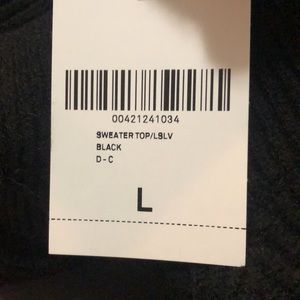 00421241034
SWEATER TOP/LSLV
BLACK
D-C
L